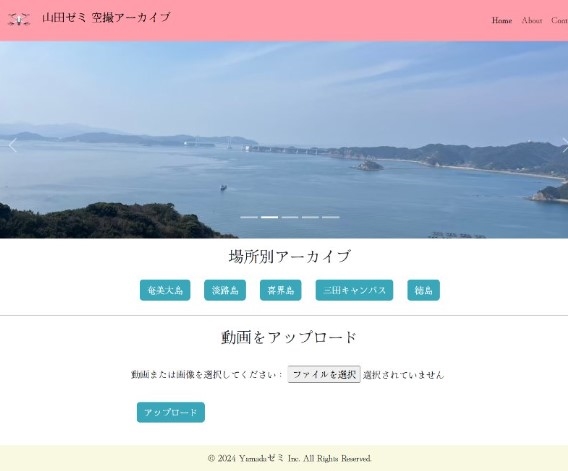 山田ゼミ 空撮アーカイブ
Home About Cont
場所別アーカイブ
奄美大島 淡路島 喜界島 三田キャンパス 徳島
動画をアップロード
動画または画像を選択してください： ファイルを選択 選択されていません
アップロード
© 2024 Yamadaゼミ Inc. All Rights Reserved.